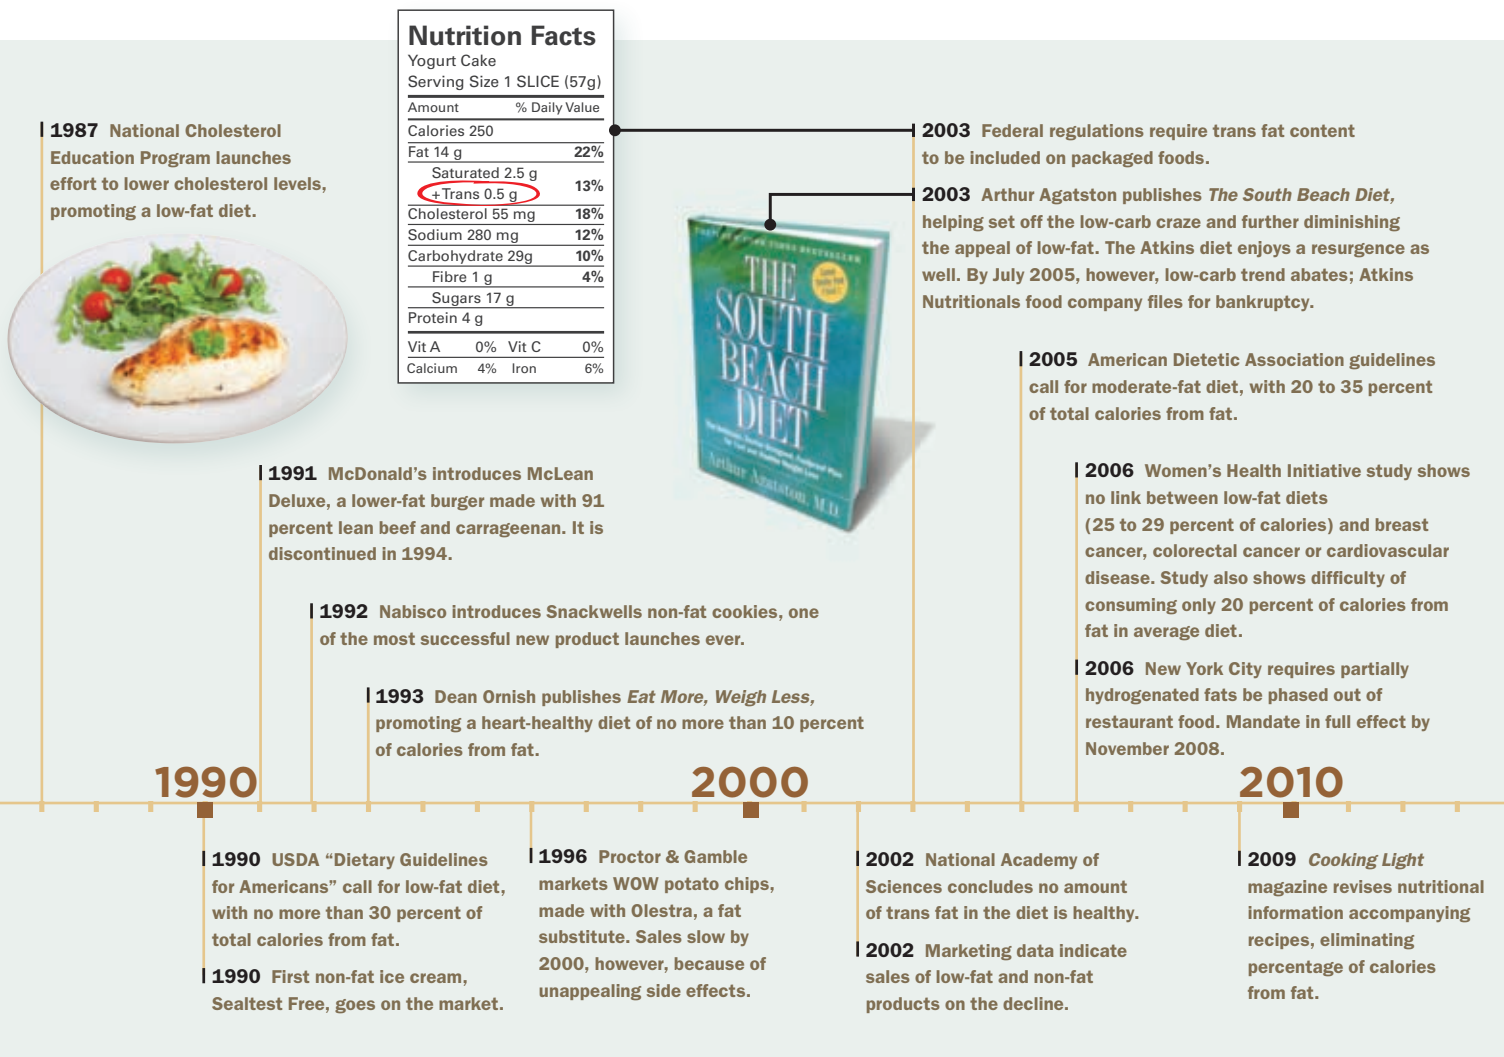 Nutrition Facts
Yogurt Cake
Serving Size 1 SLICE (57g)
Amount % Daily Value
Calories 250
Fat 14 g 22%
Saturated 2.5 g
+Trans 0.5 g
13%
Cholesterol 55 mg 18%
Sodium 280 mg 12%
Carbohydrate 29g 10%
Fibre 1 g 4%
Sugars 17 g
Protein 4 g
Vit A 0% Vit C 0%
Calcium 4% Iron 6%
1987 National Cholesterol
Education Program launches
effort to lower cholesterol levels,
promoting a low-fat diet.
2003 Federal regulations require trans fat content
to be included on packaged foods.
2003 Arthur Agatston publishes The South Beach Diet,
helping set off the low-carb craze and further diminishing
the appeal of low-fat. The Atkins diet enjoys a resurgence as
well. By July 2005, however, low-carb trend abates; Atkins
Nutritionals food company files for bankruptcy.
THE
SOUTH
BEACH
DIET
Arthur Agatston, M.D.
2005 American Dietetic Association guidelines
call for moderate-fat diet, with 20 to 35 percent
of total calories from fat.
1991 McDonald's introduces McLean
Deluxe, a lower-fat burger made with 91
percent lean beef and carrageenan. It is
discontinued in 1994.
2006 Women's Health Initiative study shows
no link between low-fat diets
(25 to 29 percent of calories) and breast
cancer, colorectal cancer or cardiovascular
disease. Study also shows difficulty of
consuming only 20 percent of calories from
fat in average diet.
1992 Nabisco introduces Snackwells non-fat cookies, one
of the most successful new product launches ever.
2006 New York City requires partially
hydrogenated fats be phased out of
restaurant food. Mandate in full effect by
November 2008.
1993 Dean Ornish publishes Eat More, Weigh Less,
promoting a heart-healthy diet of no more than 10 percent
of calories from fat.
1990 2000 2010
1990 USDA “Dietary Guidelines
for Americans” call for low-fat diet,
with no more than 30 percent of
total calories from fat.
1990 First non-fat ice cream,
Sealtest Free, goes on the market.
1996 Proctor & Gamble
markets WOW potato chips,
made with Olestra, a fat
substitute. Sales slow by
2000, however, because of
unappealing side effects.
2002 National Academy of
Sciences concludes no amount
of trans fat in the diet is healthy.
2002 Marketing data indicate
sales of low-fat and non-fat
products on the decline.
2009 Cooking Light
magazine revises nutritional
information accompanying
recipes, eliminating
percentage of calories
from fat.